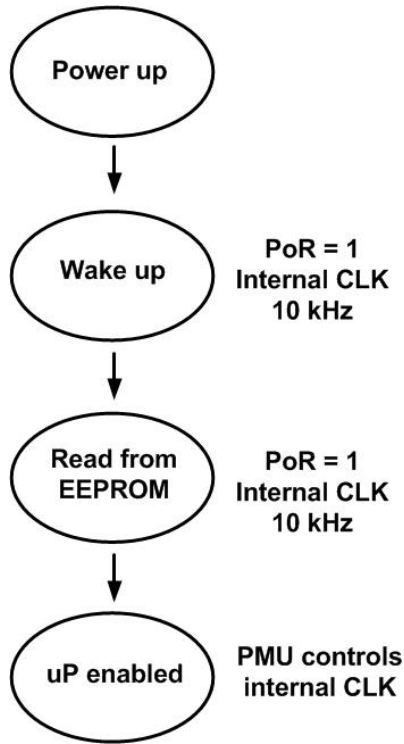 Power up
Wake up
PoR = 1
Internal CLK
10 kHz
Read from
EEPROM
PoR = 1
Internal CLK
10 kHz
uP enabled
PMU controls
internal CLK